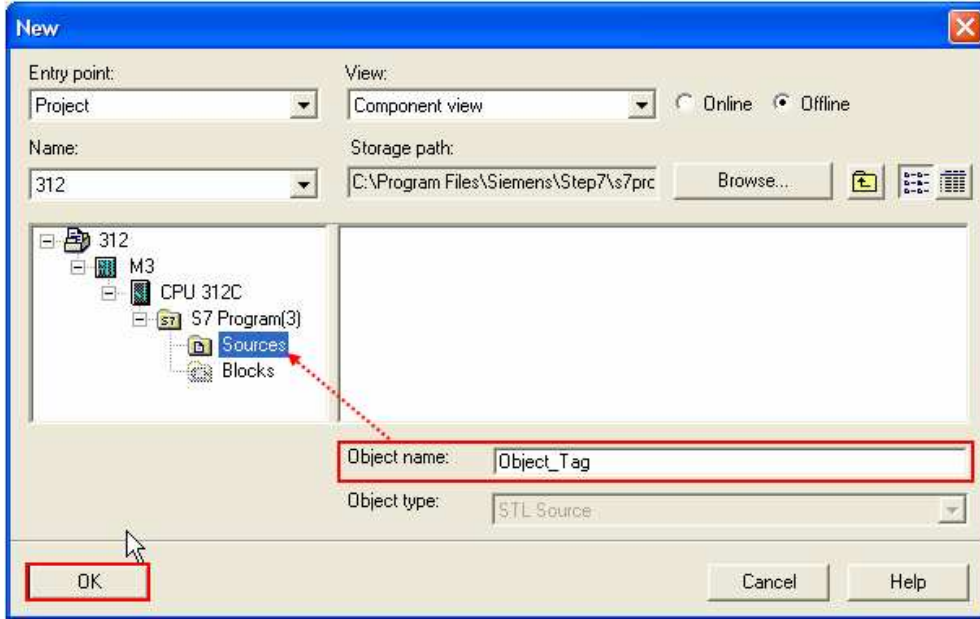 New
Entry point:
View:
Project
Component view
Online
Offline
Name:
Storage path:
312
C:\Program Files\Siemens\Step7\s7prc
Browse...
312
M3
CPU 312C
S7 Program(3)
Sources
Blocks
Object name:
Object_Tag
Object type:
STL Source
OK
Cancel
Help